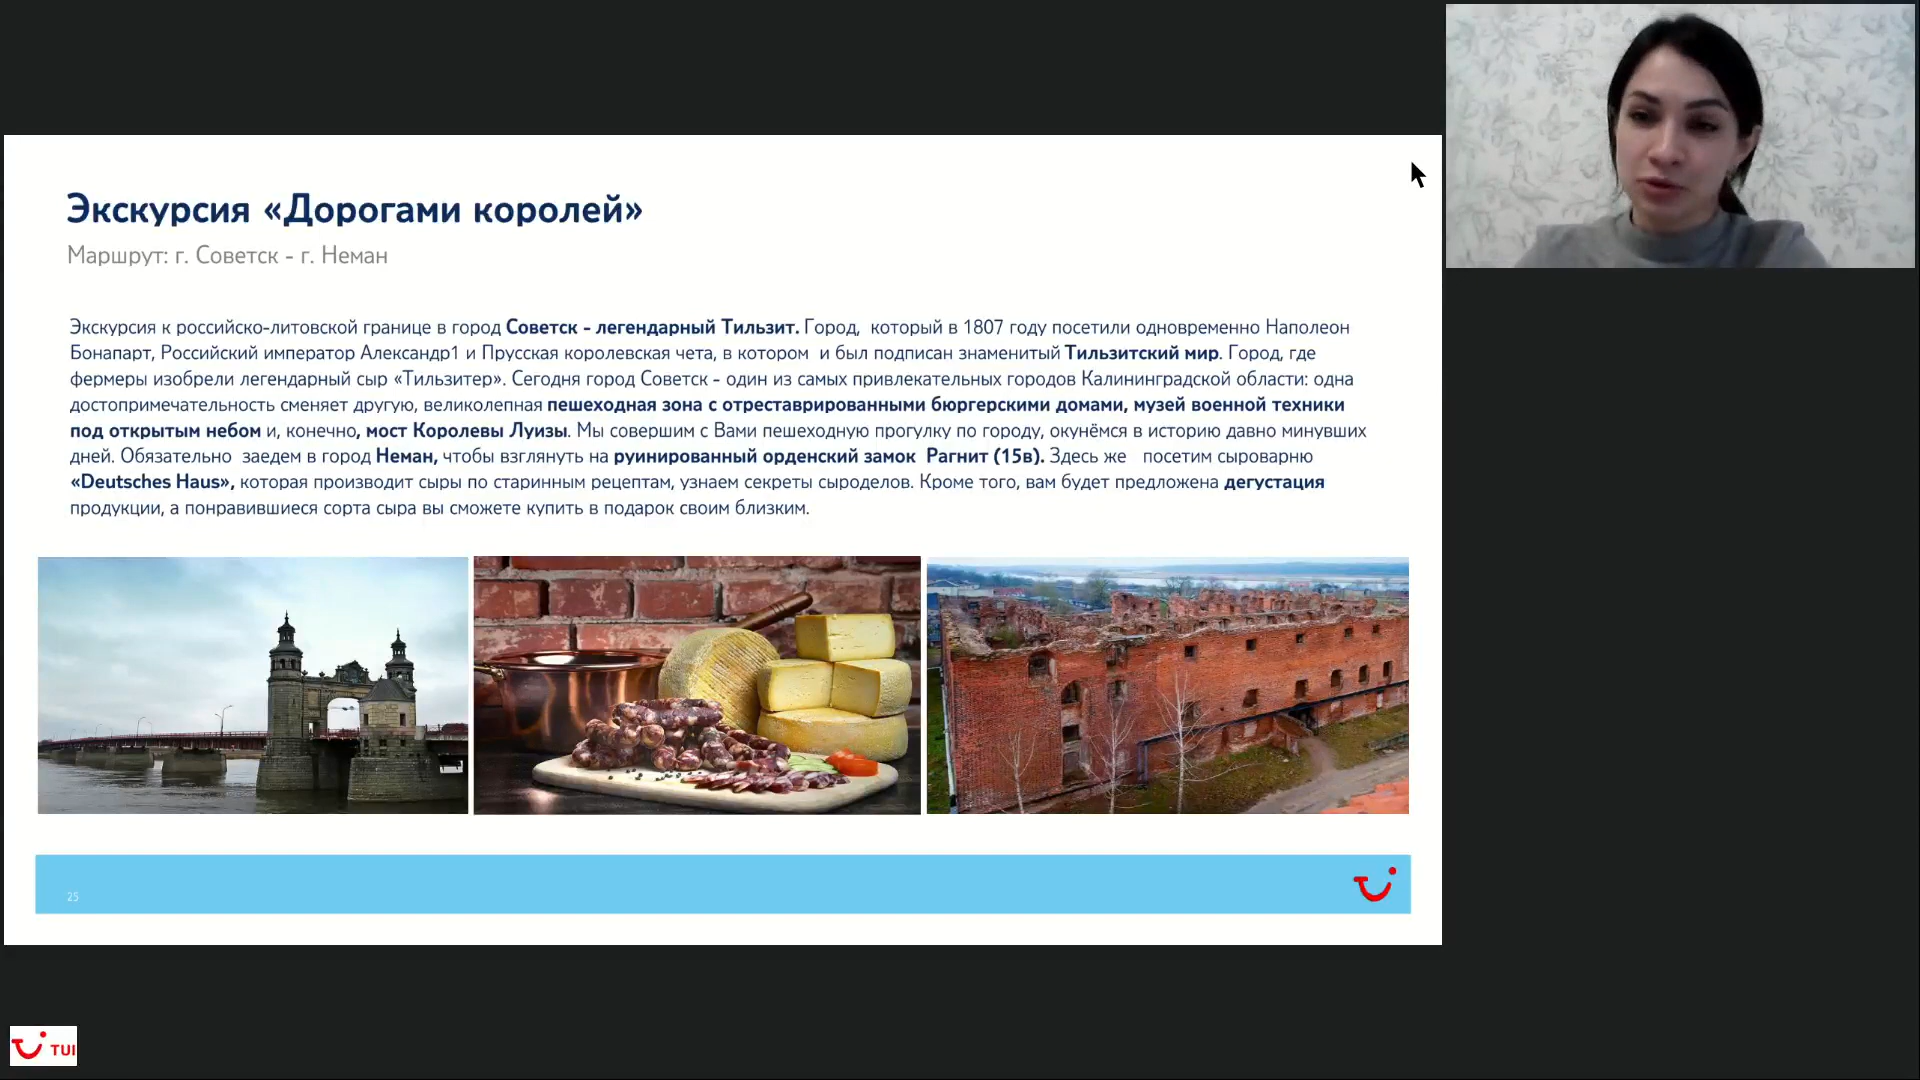 Экскурсия «Дорогами королей»
Маршрут: г. Советск - г. Неман
Экскурсия к российско-литовской границе в город Советск - легендарный Тильзит. Город, который в 1807 году посетили одновременно Наполеон
Бонапарт, Российский император Александр1 и Прусская королевская чета, в котором и был подписан знаменитый Тильзитский мир. Город, где
фермеры изобрели легендарный сыр «Тильзитер». Сегодня город Советск - один из самых привлекательных городов Калининградской области: одна
достопримечательность сменяет другую, великолепная пешеходная зона с отреставрированными бюргерскими домами, музей военной техники
под открытым небом и, конечно, мост Королевы Луизы. Мы совершим с Вами пешеходную прогулку по городу, окунёмся в историю давно минувших
дней. Обязательно заедем в город Неман, чтобы взглянуть на руинированный орденский замок Рагнит (15в). Здесь же посетим сыроварню
«Deutsches Haus», которая производит сыры по старинным рецептам, узнаем секреты сыроделов. Кроме того, вам будет предложена дегустация
продукции, а понравившиеся сорта сыра вы сможете купить в подарок своим близким.
25
TUI